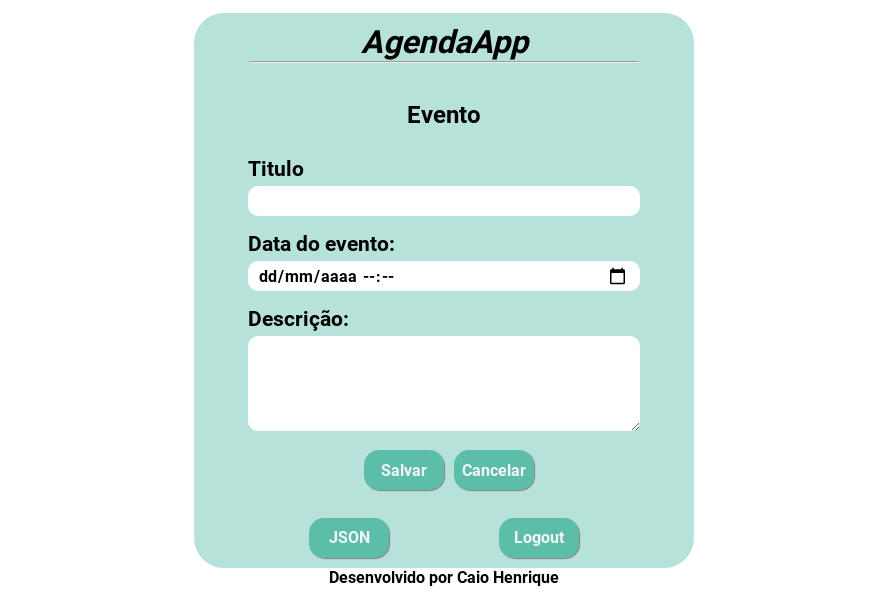 AgendaApp
Evento
Titulo
Data do evento:
dd/mm/aaaa --:--
Descrição:
Salvar Cancelar
JSON Logout
Desenvolvido por Caio Henrique